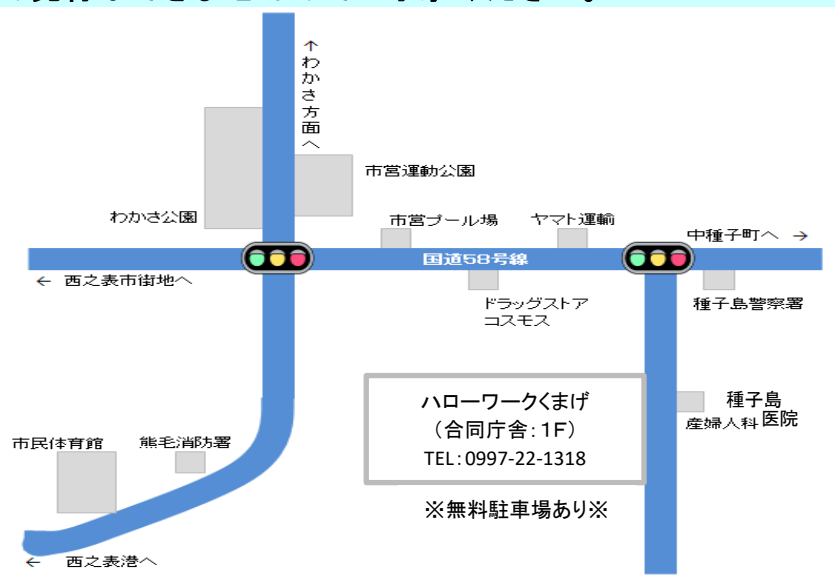 ↑わかさ方面へ
市営運動公園
わかさ公園
市営プール場
ヤマト運輸
中種子町へ →
国道58号線
← 西之表市街地へ
ドラッグストア
コスモス
種子島警察署
ハローワークくまげ
（合同庁舎：１Ｆ）
TEL：0997-22-1318
種子島
産婦人科医院
市民体育館
熊毛消防署
※無料駐車場あり※
← 西之表港へ